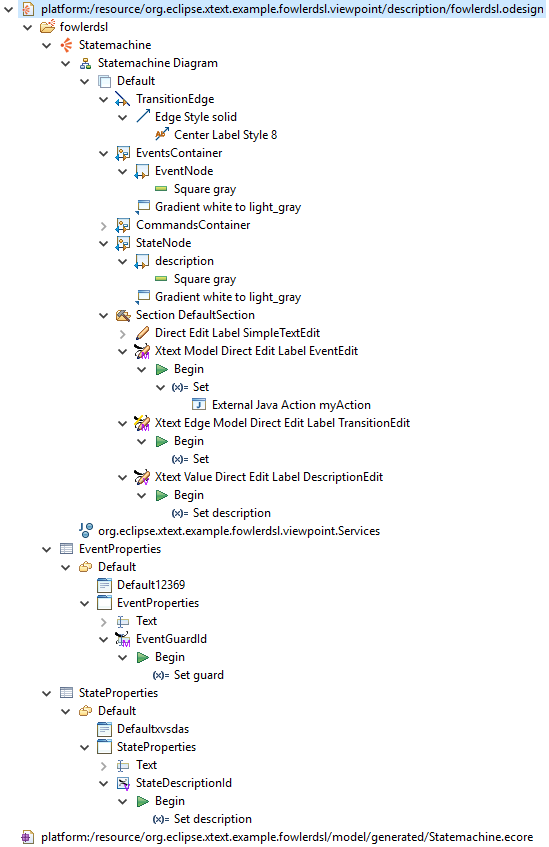 platform:/resource/org.eclipse.xtext.example.fowlerdsl.viewpoint/description/fowlerdsl.odesign
fowlerdsl
Statemachine
Statemachine Diagram
Default
TransitionEdge
Edge Style solid
Center Label Style 8
EventsContainer
EventNode
Square gray
Gradient white to light_gray
CommandsContainer
StateNode
description
Square gray
Gradient white to light_gray
Section DefaultSection
Direct Edit Label SimpleTextEdit
Xtext Model Direct Edit Label EventEdit
Begin
Set
External Java Action myAction
Xtext Edge Model Direct Edit Label TransitionEdit
Begin
Set
Xtext Value Direct Edit Label DescriptionEdit
Begin
Set description
org.eclipse.xtext.example.fowlerdsl.viewpoint.Services
EventProperties
Default
Default12369
EventProperties
Text
EventGuardId
Begin
Set guard
StateProperties
Default
Defaultxvsdas
StateProperties
Text
StateDescriptionId
Begin
Set description
platform:/resource/org.eclipse.xtext.example.fowlerdsl/model/generated/Statemachine.ecore